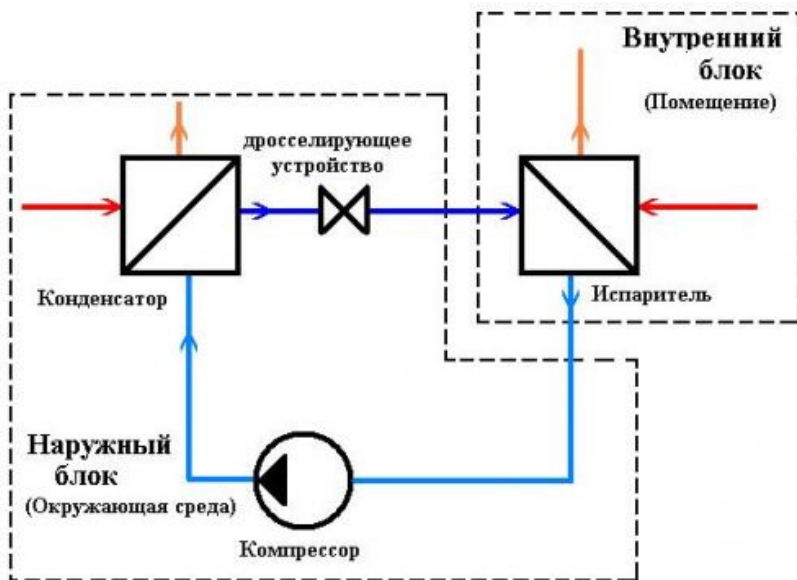 Внутренний
блок
(Помещение)
дросселирующее
устройство
Конденсатор
Испаритель
Наружный
блок
(Окружающая среда)
Компрессор